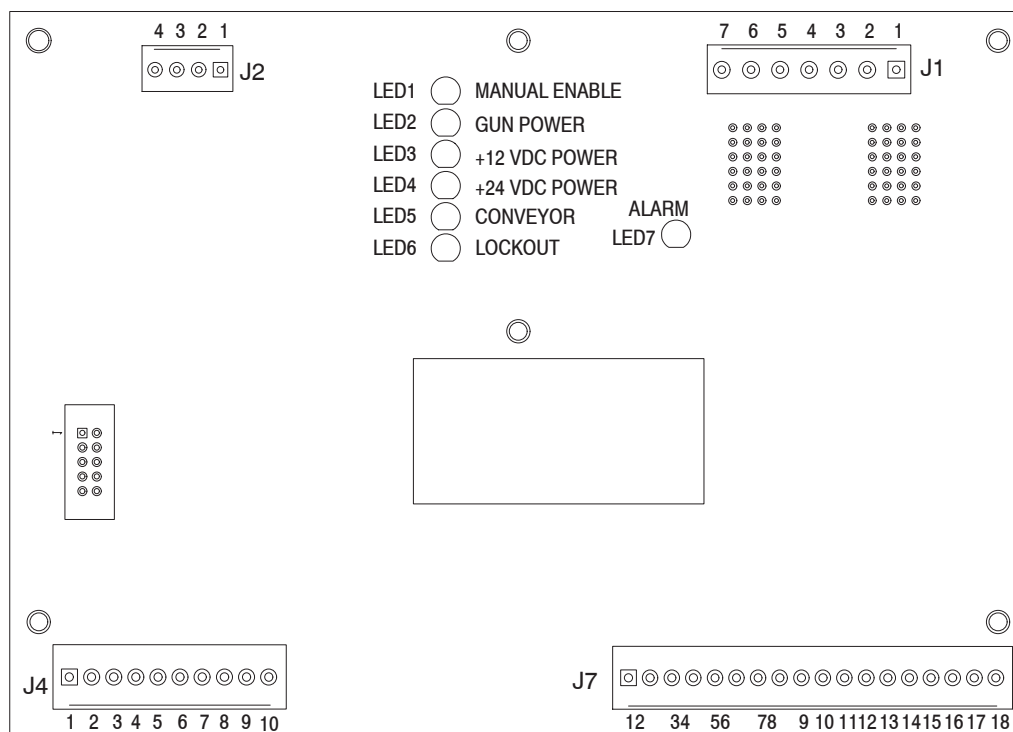 4 3 2 1
J2
7 6 5 4 3 2 1
J1
LED1 MANUAL ENABLE
LED2 GUN POWER
LED3 +12 VDC POWER
LED4 +24 VDC POWER
LED5 CONVEYOR
LED6 LOCKOUT
ALARM
LED7
1
J4
1 2 3 4 5 6 7 8 9 10
J7
12 34 56 78 9 10 11 12 13 14 15 16 17 18